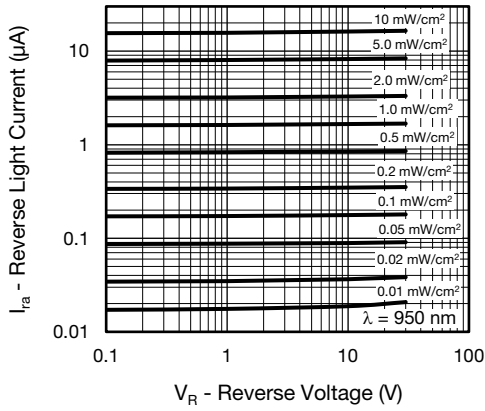 10 mW/cm²
10
5.0 mW/cm²
2.0 mW/cm²
1.0 mW/cm²
1
0.5 mW/cm²
0.2 mW/cm²
0.1 mW/cm²
0.1
0.05 mW/cm²
0.02 mW/cm²
0.01 mW/cm²
λ = 950 nm
0.01
0.1
1
10
100
V_R - Reverse Voltage (V)
I_ra - Reverse Light Current (µA)